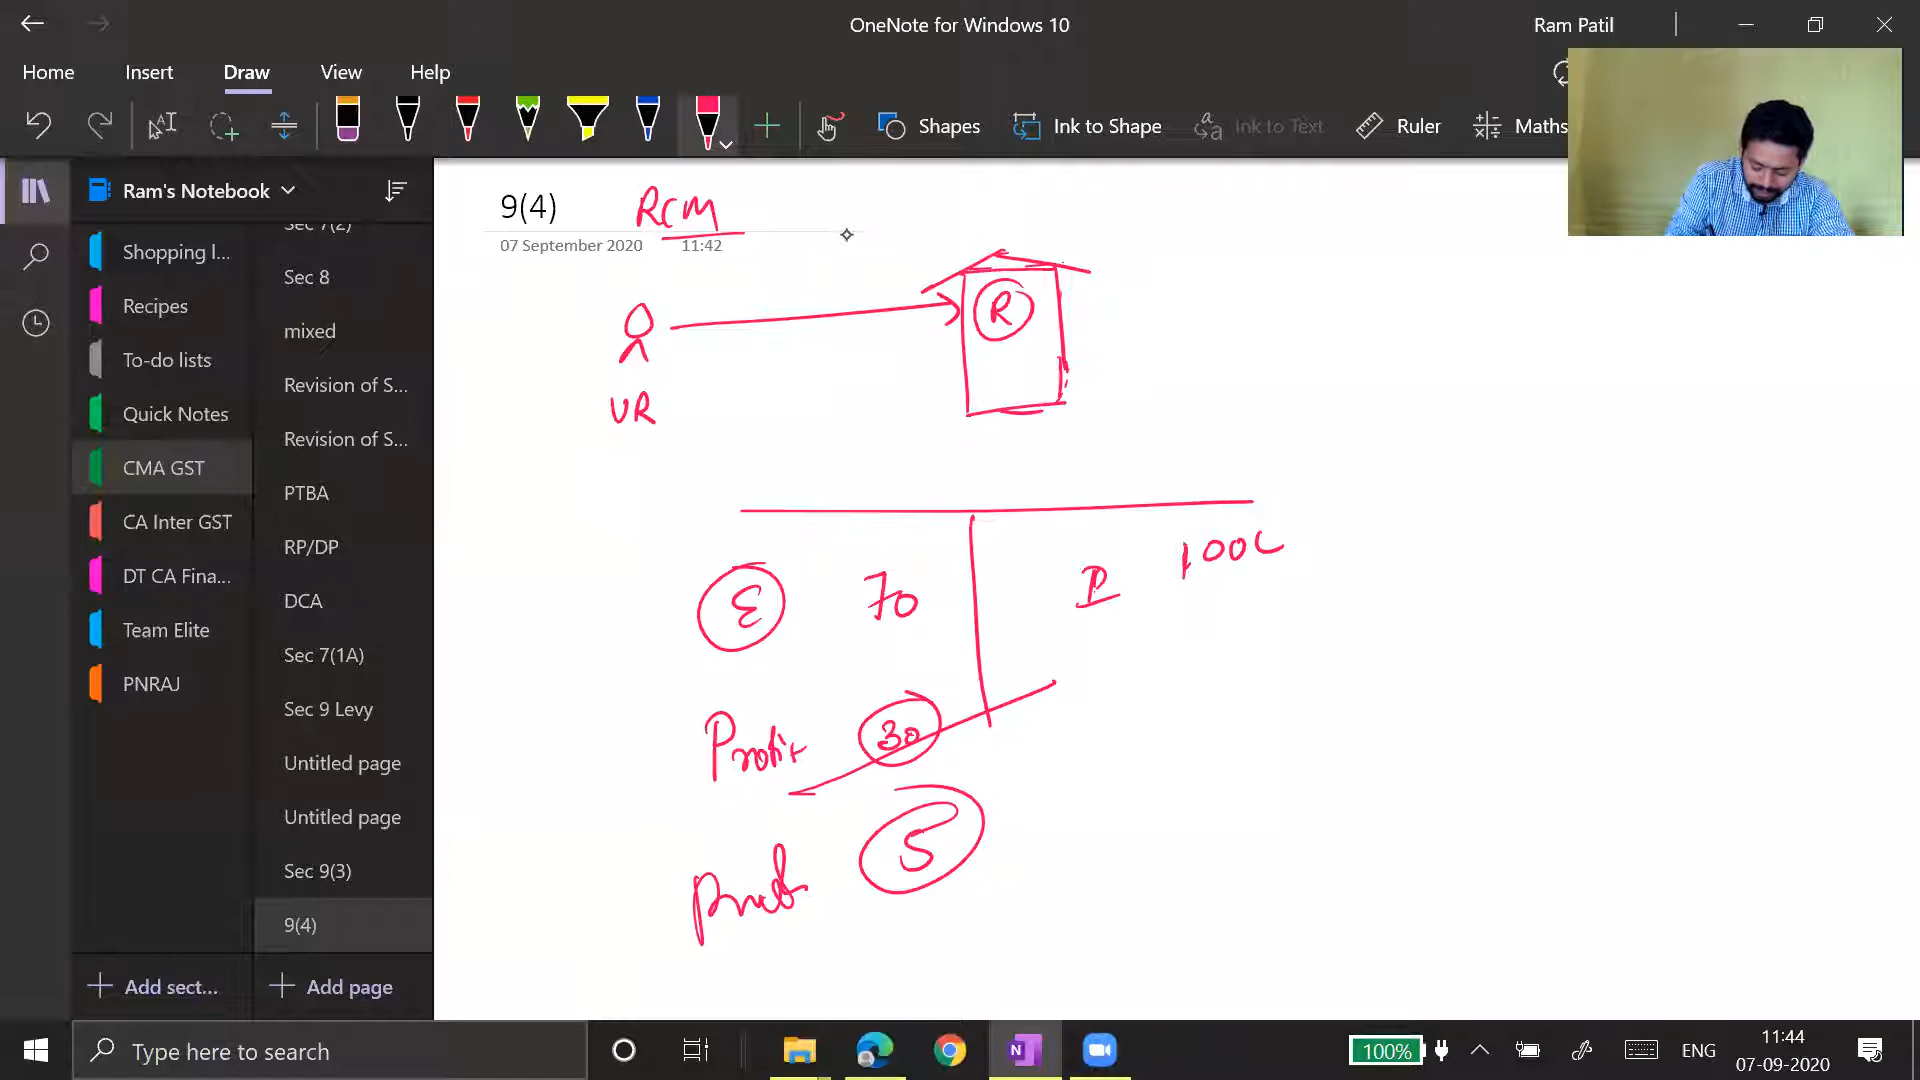 OneNote for Windows 10
Ram Patil
Home Insert Draw View Help
Shapes Ink to Shape Ink to Text Ruler Maths
Ram's Notebook
Shopping l...
Recipes
To-do lists
Quick Notes
CMA GST
CA Inter GST
DT CA Fina...
Team Elite
PNRAJ
Add sect...
Sec 7(2)
Sec 8
mixed
Revision of S...
Revision of S...
PTBA
RP/DP
DCA
Sec 7(1A)
Sec 9 Levy
Untitled page
Untitled page
Sec 9(3)
9(4)
Add page
9(4) RCM
07 September 2020 11:42
R
UR
E 70
Profit 30
5
Type here to search
100%
ENG
11:44
07-09-2020